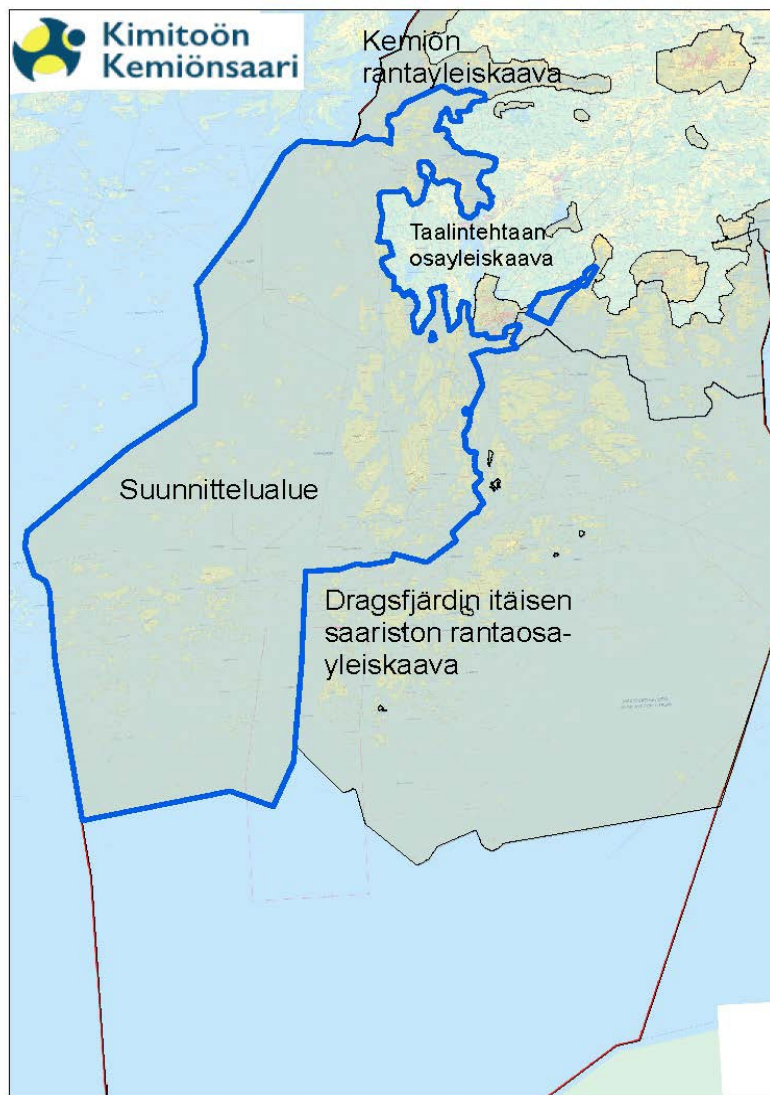 Kimitoön
Kemiönsaari
Kemiön
rantayleiskaava
Taalintehtaan
osayleiskaava
Suunnittelualue
Dragsfjärdin itäisen
saariston rantaosa-
yleiskaava